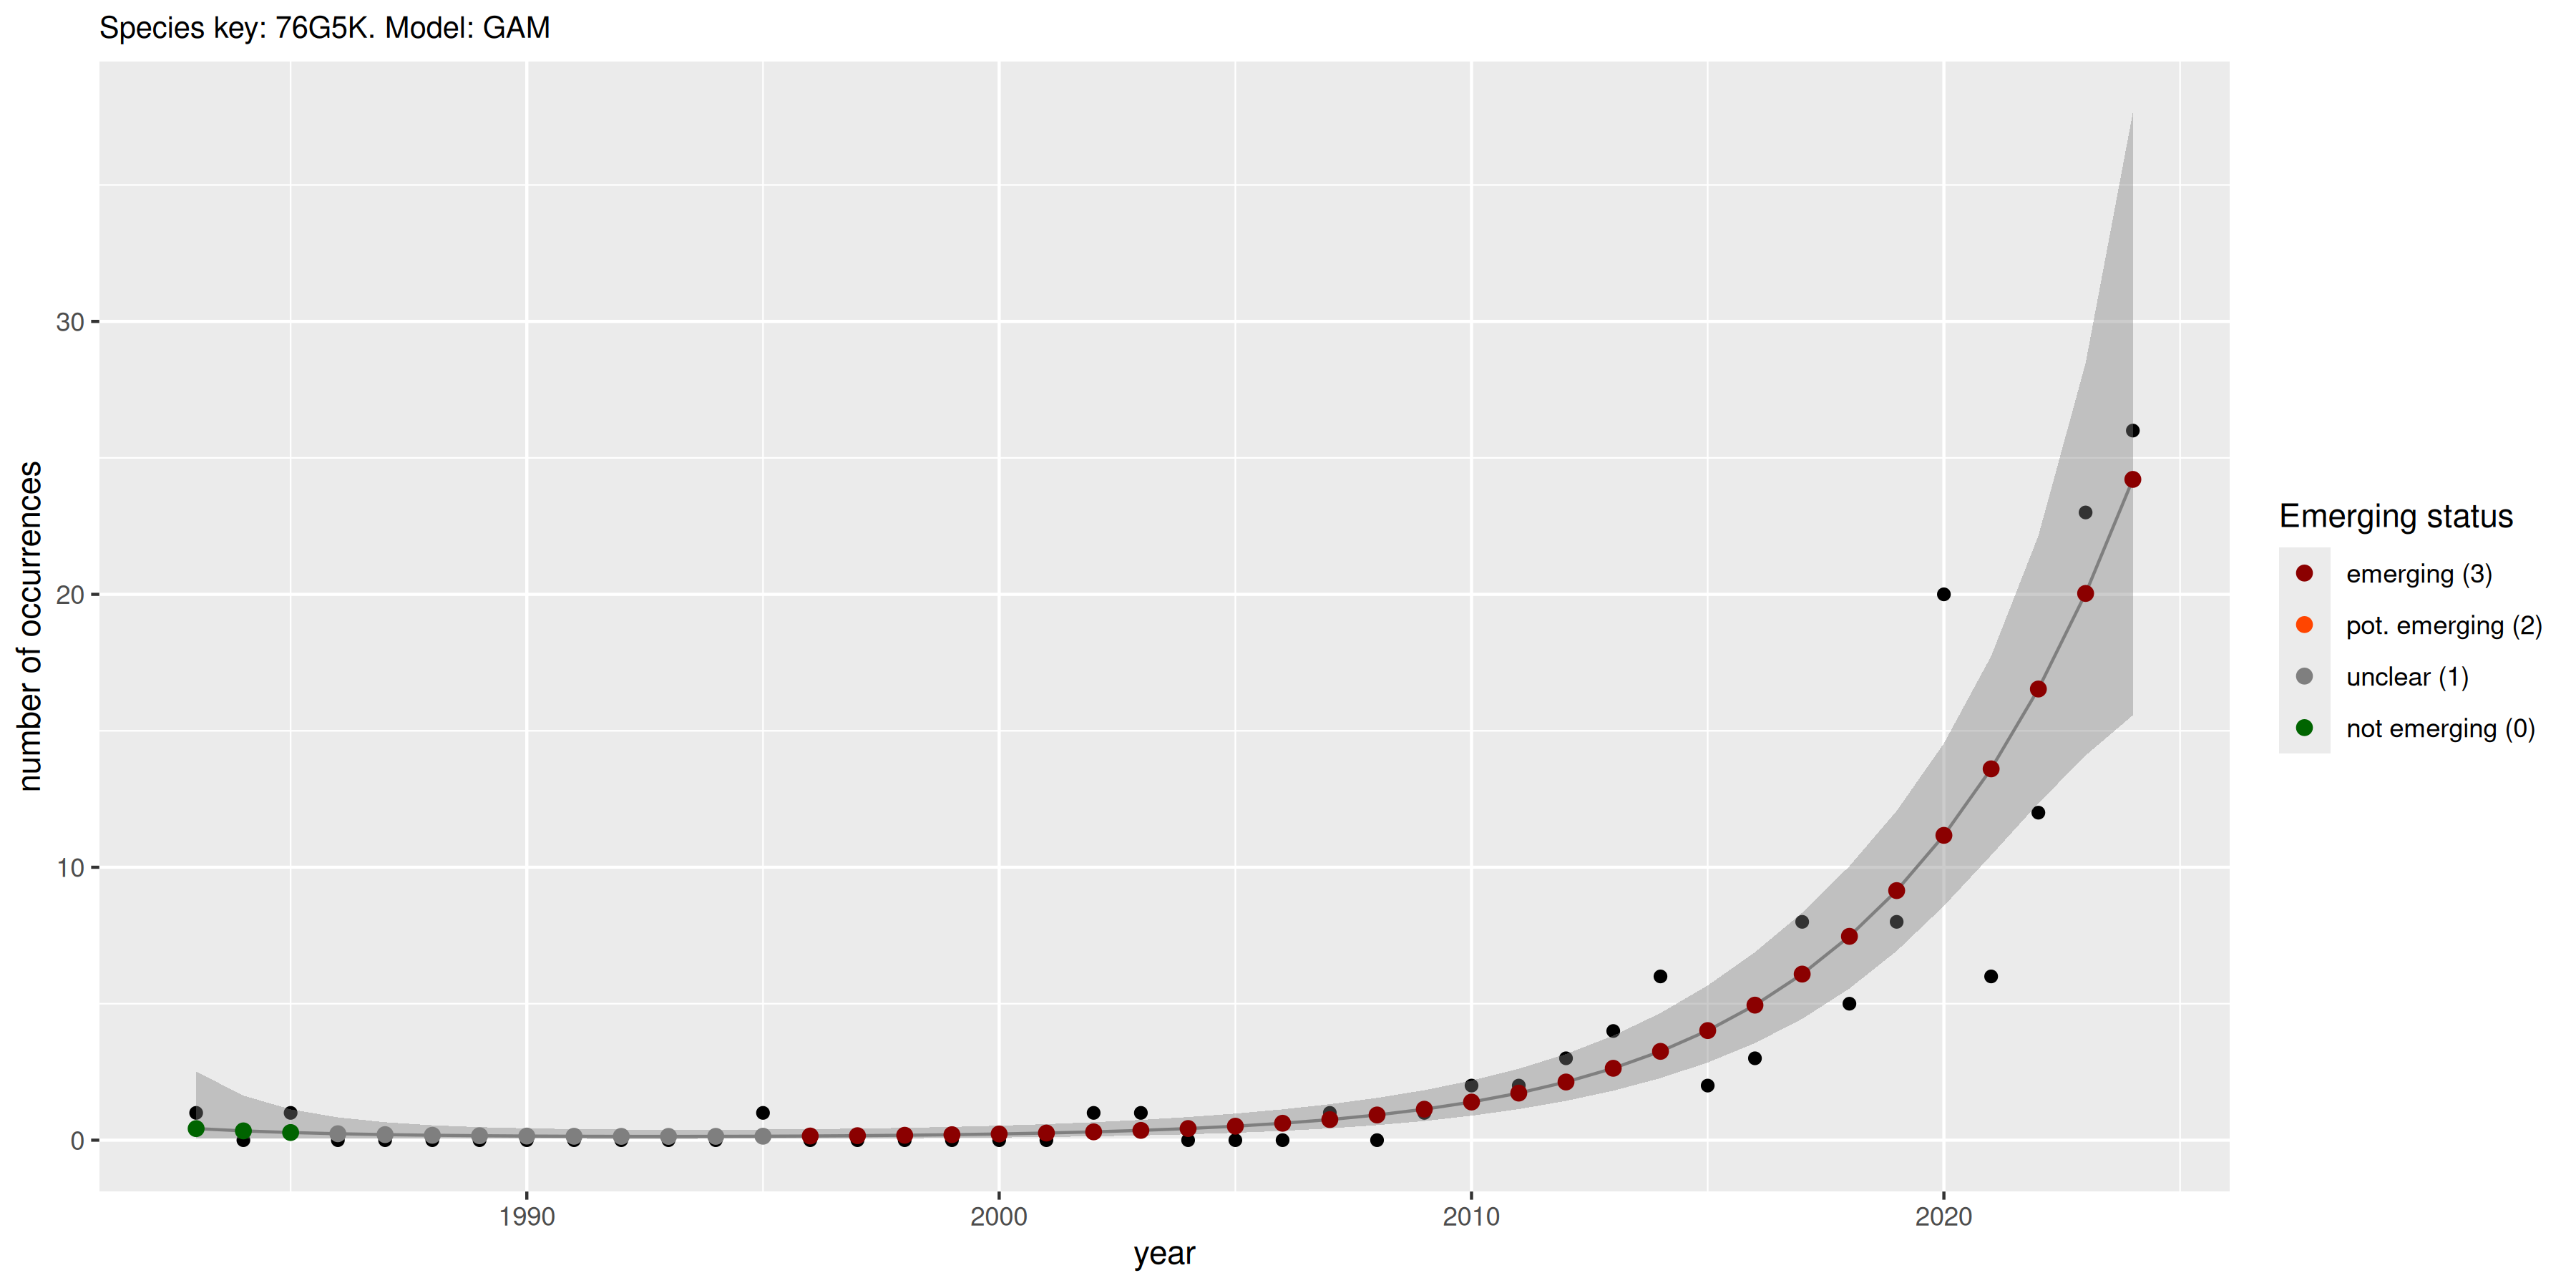 Species key: 76G5K. Model: GAM
number of occurrences
30
20
10
0
1990
2000
2010
2020
year
Emerging status
emerging (3)
pot. emerging (2)
unclear (1)
not emerging (0)